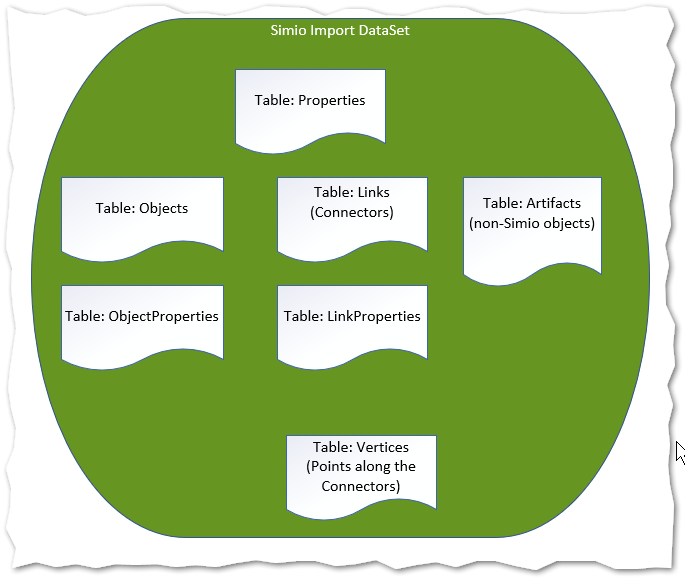 Simio Import DataSet
Table: Properties
Table: Objects
Table: Links
(Connectors)
Table: Artifacts
(non-Simio objects)
Table: ObjectProperties
Table: LinkProperties
Table: Vertices
(Points along the
Connectors)